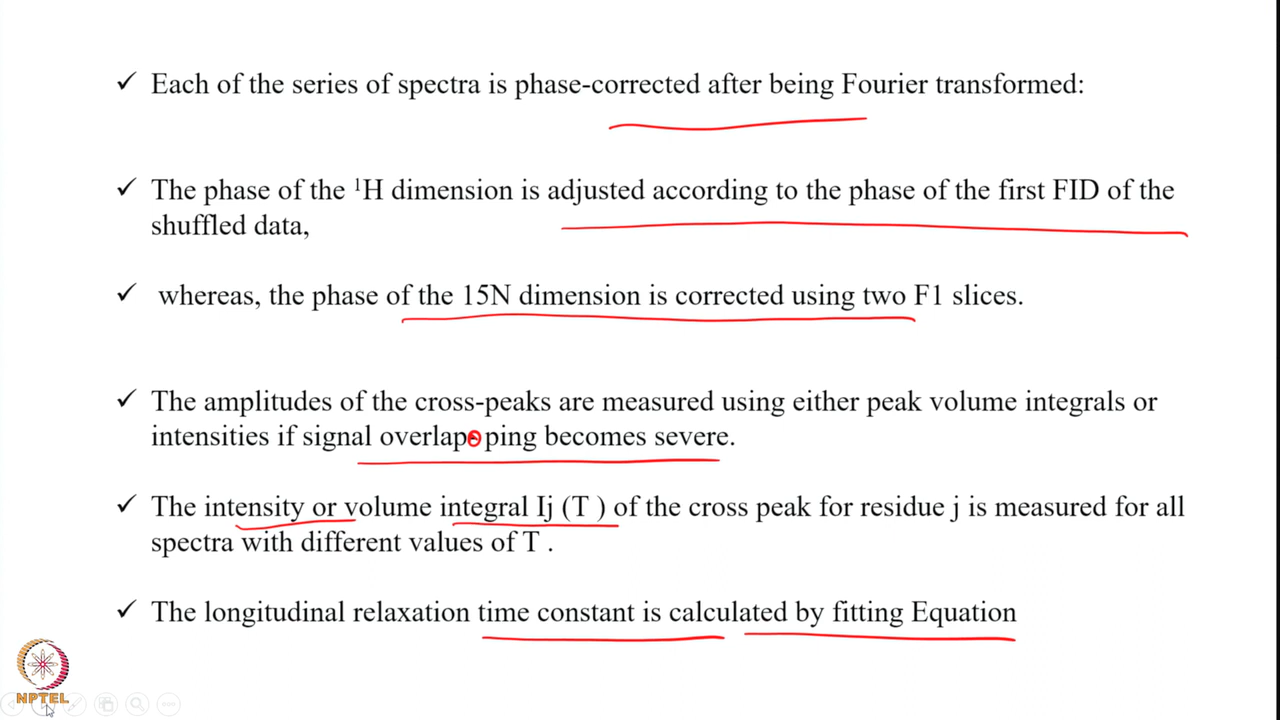 ✓ Each of the series of spectra is phase-corrected after being Fourier transformed:
✓ The phase of the ¹H dimension is adjusted according to the phase of the first FID of the
shuffled data,
✓ whereas, the phase of the 15N dimension is corrected using two F1 slices.
✓ The amplitudes of the cross-peaks are measured using either peak volume integrals or
intensities if signal overlapping becomes severe.
✓ The intensity or volume integral Ij (T ) of the cross peak for residue j is measured for all
spectra with different values of T .
✓ The longitudinal relaxation time constant is calculated by fitting Equation
NPTEL